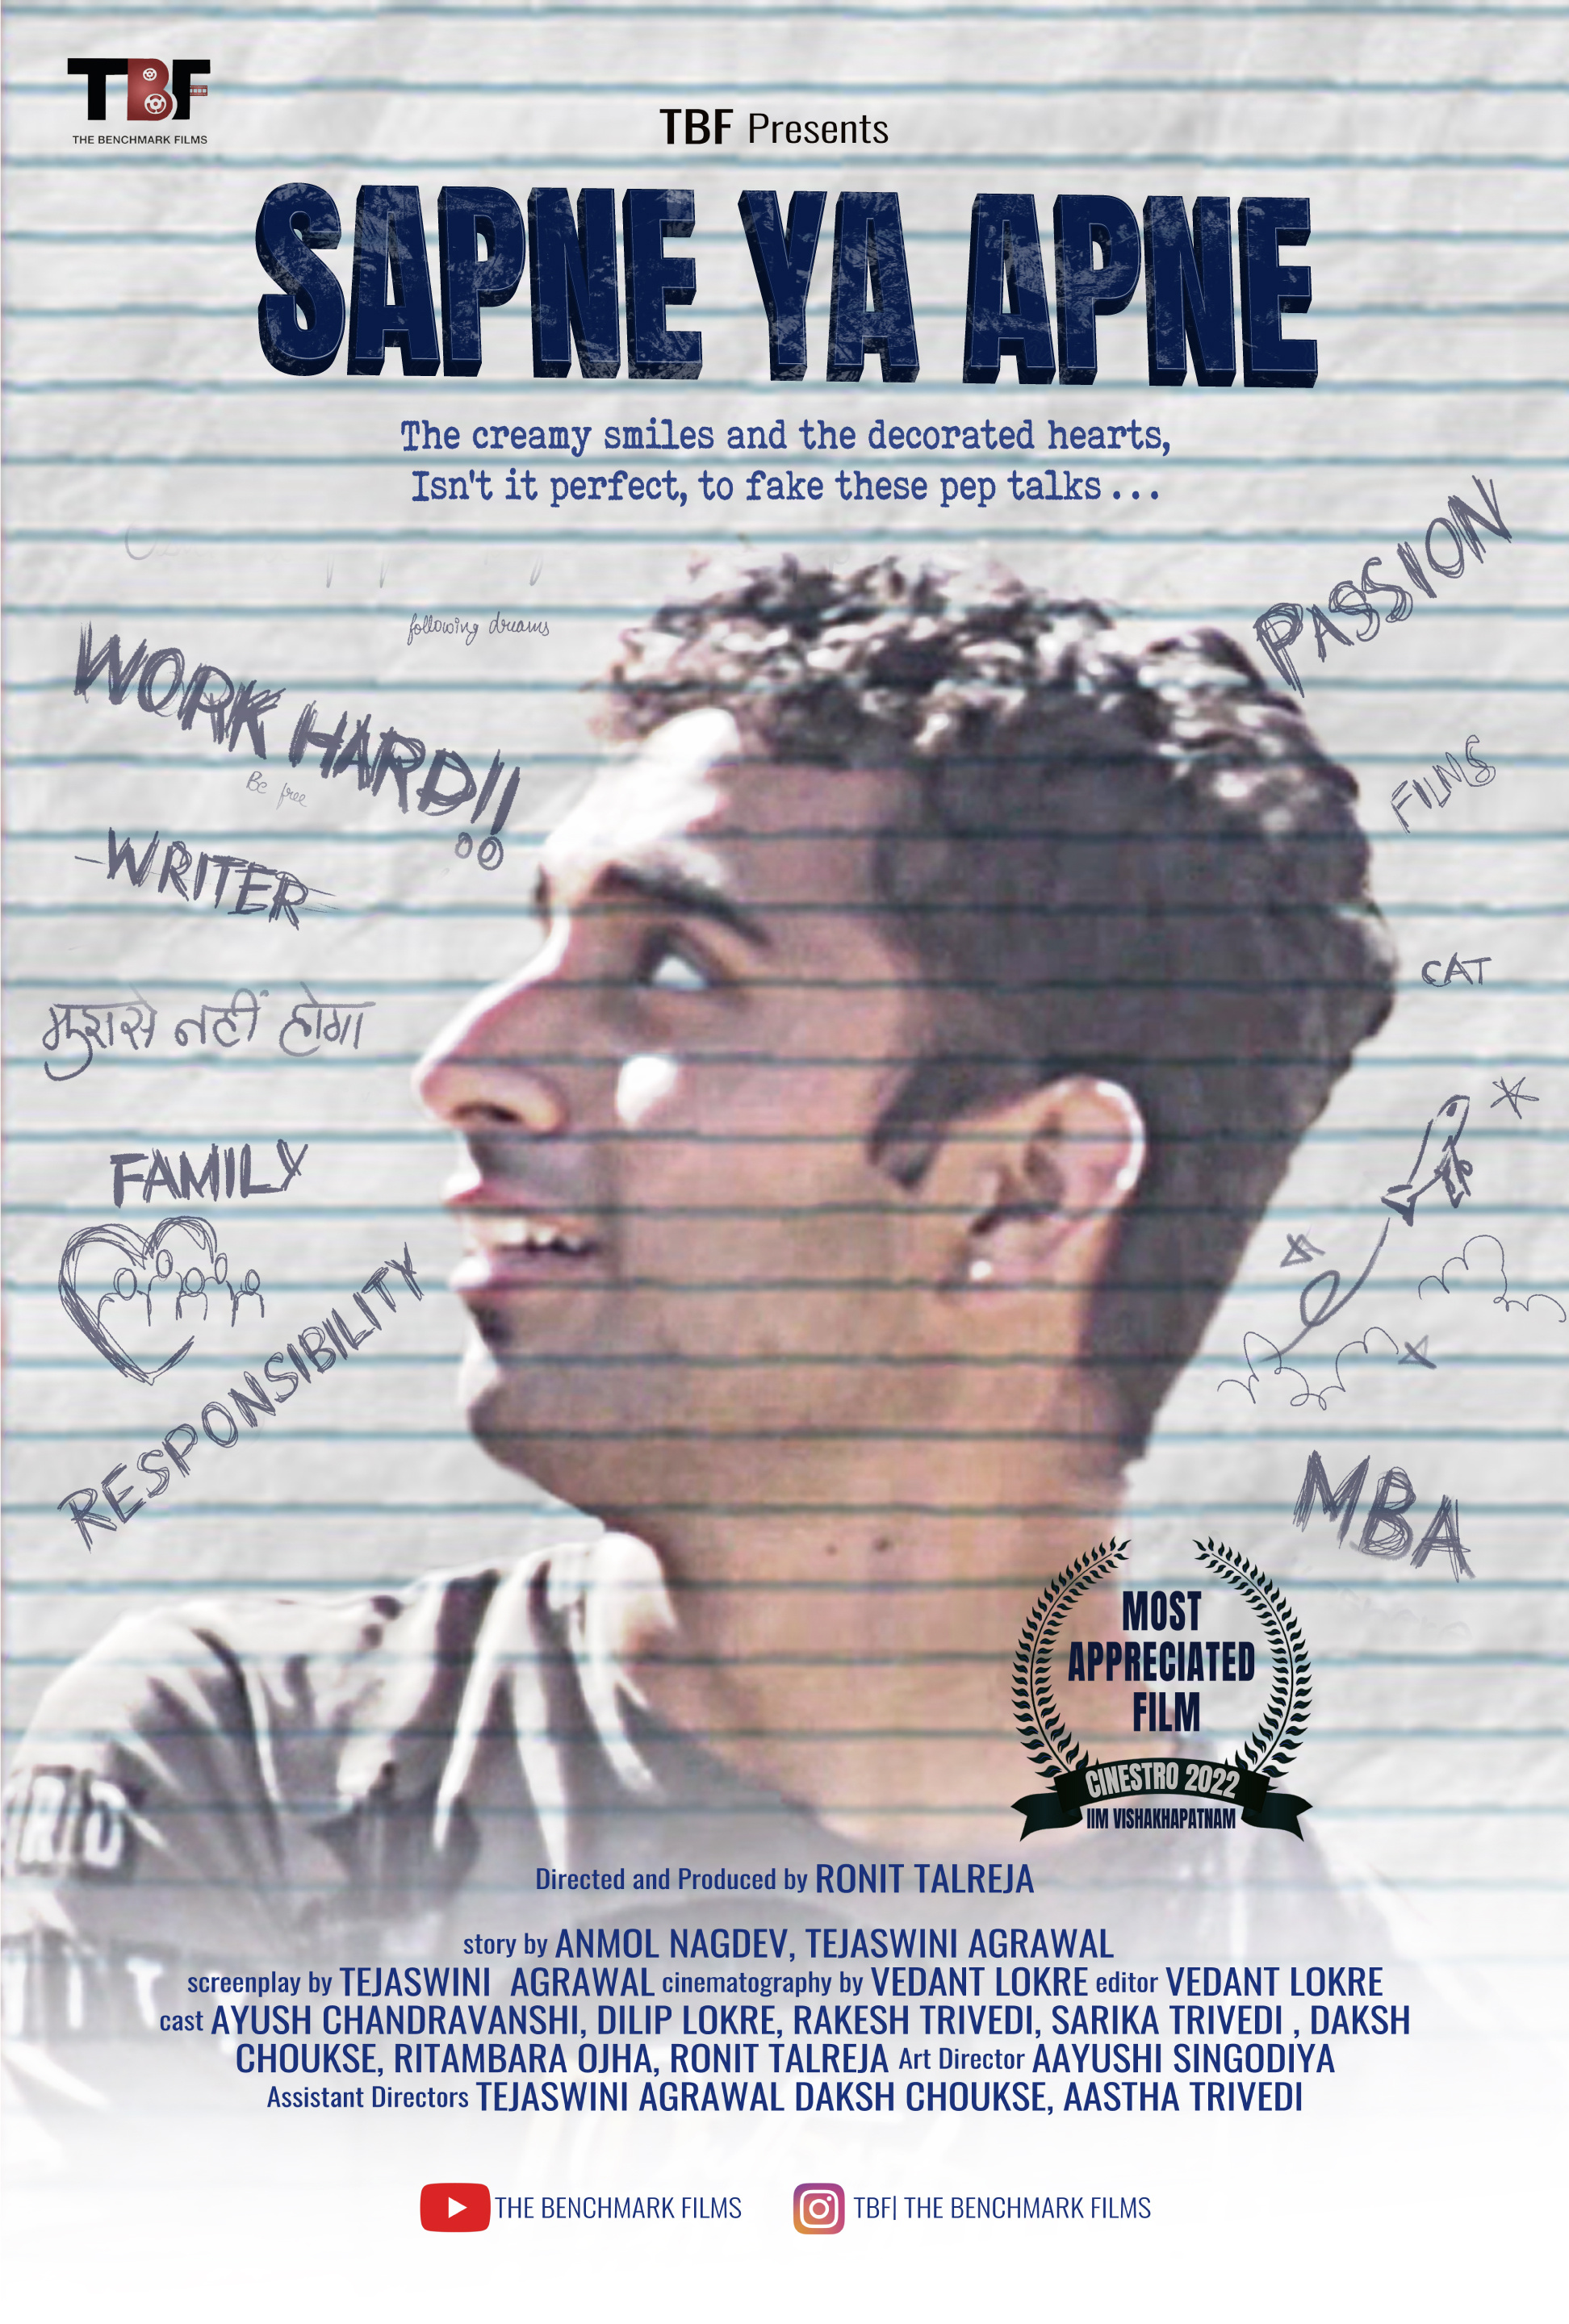 TBF
THE BENCHMARK FILMS
TBF Presents
SAPNE YA APNE
The creamy smiles and the decorated hearts,
Isn't it perfect, to fake these pep talks...
PASSION
following dreams
WORK HARD!!
Be free
FILMS
WRITER
CAT
मुझसे नहीं होगा
FAMILY
RESPONSIBILITY
MBA
MOST
APPRECIATED
FILM
CINESTRO 2022
IIM VISHAKHAPATNAM
Directed and Produced by RONIT TALREJA
story by ANMOL NAGDEV, TEJASWINI AGRAWAL
screenplay by TEJASWINI AGRAWAL cinematography by VEDANT LOKRE editor VEDANT LOKRE
cast AYUSH CHANDRAVANSHI, DILIP LOKRE, RAKESH TRIVEDI, SARIKA TRIVEDI , DAKSH
CHOUKSE, RITAMBARA OJHA, RONIT TALREJA Art Director AAYUSHI SINGODIYA
Assistant Directors TEJASWINI AGRAWAL DAKSH CHOUKSE, AASTHA TRIVEDI
THE BENCHMARK FILMS
TBF| THE BENCHMARK FILMS